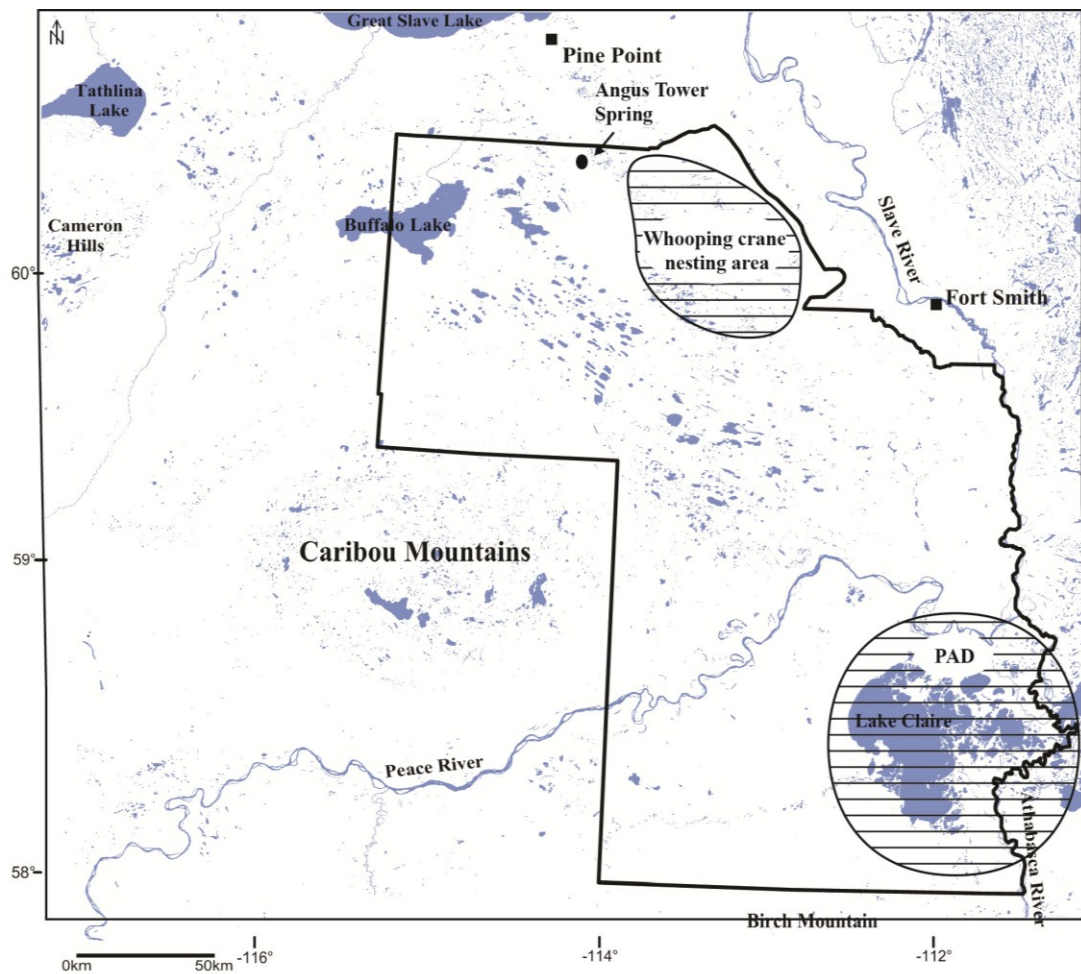 Great Slave Lake
N
Pine Point
Tathlina
Lake
Angus Tower
Spring
Cameron
Hills
Buffalo Lake
Whooping crane
nesting area
Slave River
60°
Fort Smith
59°
Caribou Mountains
PAD
Lake Claire
Peace River
Athabasca River
58°
Birch Mountain
-116°
-114°
-112°
0km
50km